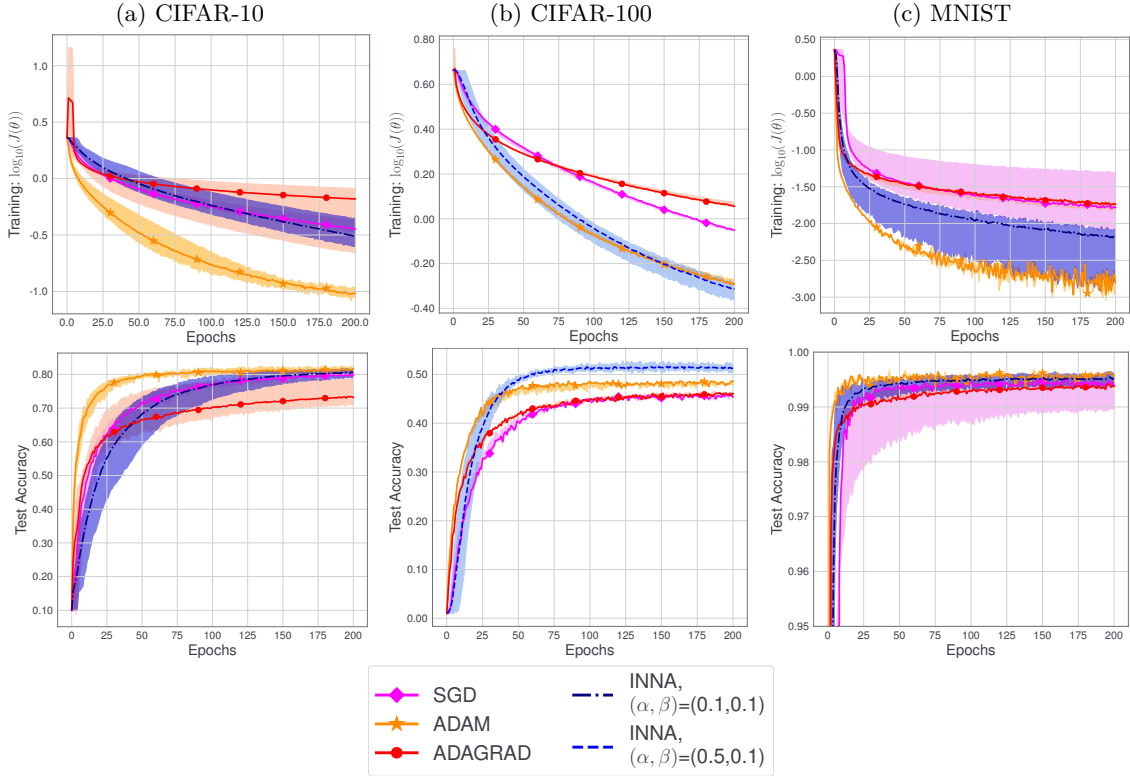 (a) CIFAR-10
(b) CIFAR-100
(c) MNIST
Training: log₁₀(J(θ))
1.0
0.5
0.0
-0.5
-1.0
0.0 25.0 50.0 75.0 100.0 125.0 150.0 175.0 200.0
Epochs
Training: log₁₀(J(θ))
0.80
0.60
0.40
0.20
0.00
-0.20
-0.40
0 25 50 75 100 125 150 175 200
Epochs
Training: log₁₀(J(θ))
0.50
0.00
-0.50
-1.00
-1.50
-2.00
-2.50
-3.00
0 25 50 75 100 125 150 175 200
Epochs
Test Accuracy
0.80
0.70
0.60
0.50
0.40
0.30
0.20
0.10
0 25 50 75 100 125 150 175 200
Epochs
Test Accuracy
0.50
0.40
0.30
0.20
0.10
0.00
0 25 50 75 100 125 150 175 200
Epochs
Test Accuracy
1.00
0.99
0.98
0.97
0.96
0.95
0 25 50 75 100 125 150 175 200
Epochs
SGD
ADAM
ADAGRAD
INNA,
(α, β)=(0.1,0.1)
INNA,
(α, β)=(0.5,0.1)